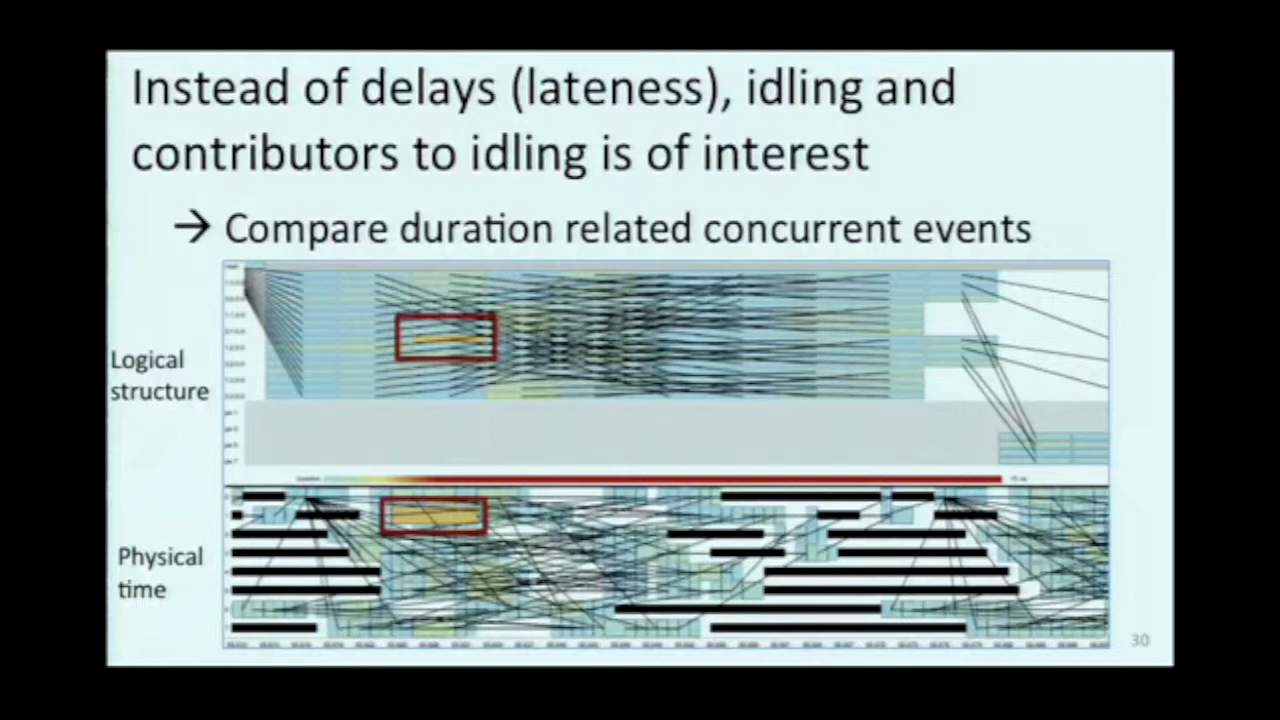 Instead of delays (lateness), idling and
contributors to idling is of interest
→ Compare duration related concurrent events
Logical
structure
Physical
time
30